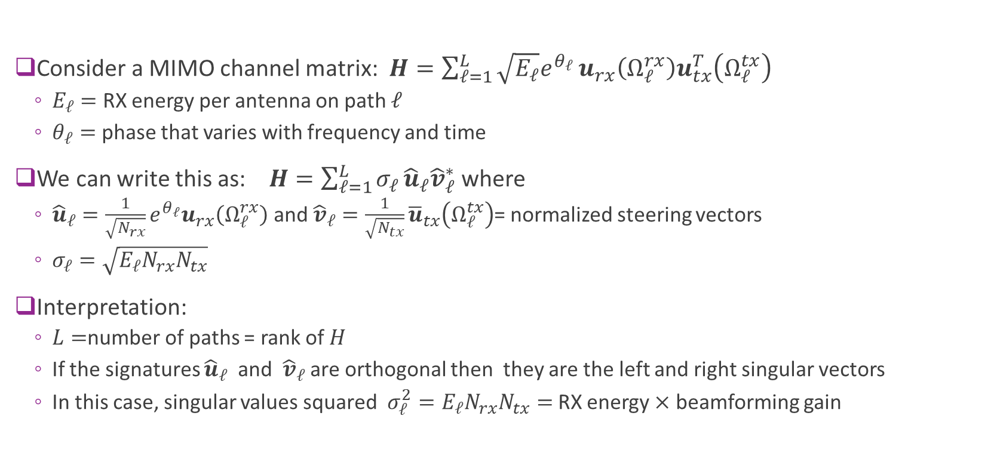 ❑Consider a MIMO channel matrix: $\boldsymbol{H} = \sum_{\ell=1}^{L} \sqrt{E_\ell} e^{\theta_\ell} \boldsymbol{u}_{rx}(\Omega_\ell^{rx}) \boldsymbol{u}_{tx}^{T}(\Omega_\ell^{tx})$
◦ $E_\ell$ = RX energy per antenna on path $\ell$
◦ $\theta_\ell$ = phase that varies with frequency and time
❑We can write this as: $\boldsymbol{H} = \sum_{\ell=1}^{L} \sigma_\ell \hat{\boldsymbol{u}}_\ell \hat{\boldsymbol{v}}_\ell^{*}$ where
◦ $\hat{\boldsymbol{u}}_\ell = \frac{1}{\sqrt{N_{rx}}} e^{\theta_\ell} \boldsymbol{u}_{rx}(\Omega_\ell^{rx})$ and $\hat{\boldsymbol{v}}_\ell = \frac{1}{\sqrt{N_{tx}}} \overline{\boldsymbol{u}}_{tx}(\Omega_\ell^{tx})$= normalized steering vectors
◦ $\sigma_\ell = \sqrt{E_\ell N_{rx} N_{tx}}$
❑Interpretation:
◦ $L$ =number of paths = rank of $H$
◦ If the signatures $\hat{\boldsymbol{u}}_\ell$ and $\hat{\boldsymbol{v}}_\ell$ are orthogonal then they are the left and right singular vectors
◦ In this case, singular values squared $\sigma_\ell^2 = E_\ell N_{rx} N_{tx}$ = RX energy × beamforming gain